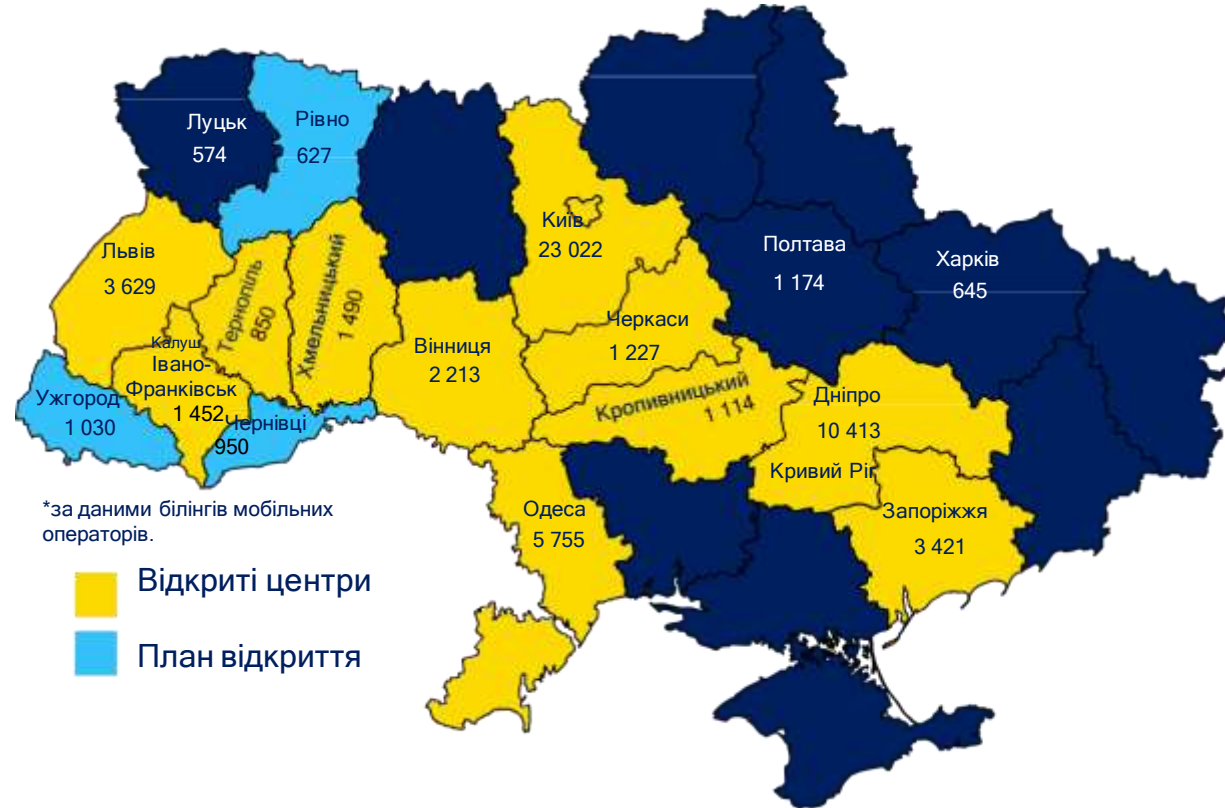 Луцьк
574
Рівно
627
Львів
3 629
Тернопіль
850
Хмельницький
1 490
Київ
23 022
Полтава
1 174
Харків
645
Черкаси
1 227
Вінниця
2 213
Калуш
Івано-
Франківськ
1 452
Ужгород
1 030
Чернівці
950
Кропивницький
1 114
Дніпро
10 413
Кривий Ріг
Одеса
5 755
Запоріжжя
3 421
*за даними білінгів мобільних
операторів.
Відкриті центри
План відкриття